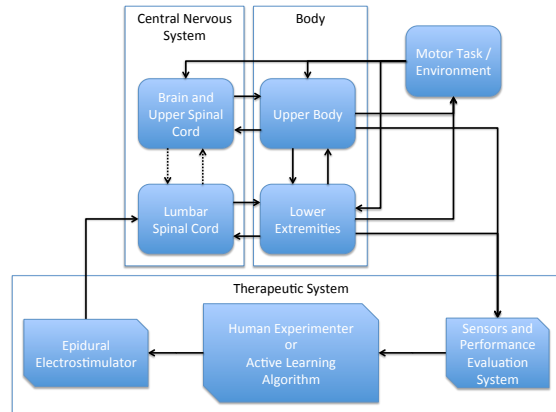 Central Nervous
System
Body
Motor Task /
Environment
Brain and
Upper Spinal
Cord
Upper Body
Lumbar
Spinal Cord
Lower
Extremities
Therapeutic System
Epidural
Electrostimulator
Human Experimenter
or
Active Learning
Algorithm
Sensors and
Performance
Evaluation
System